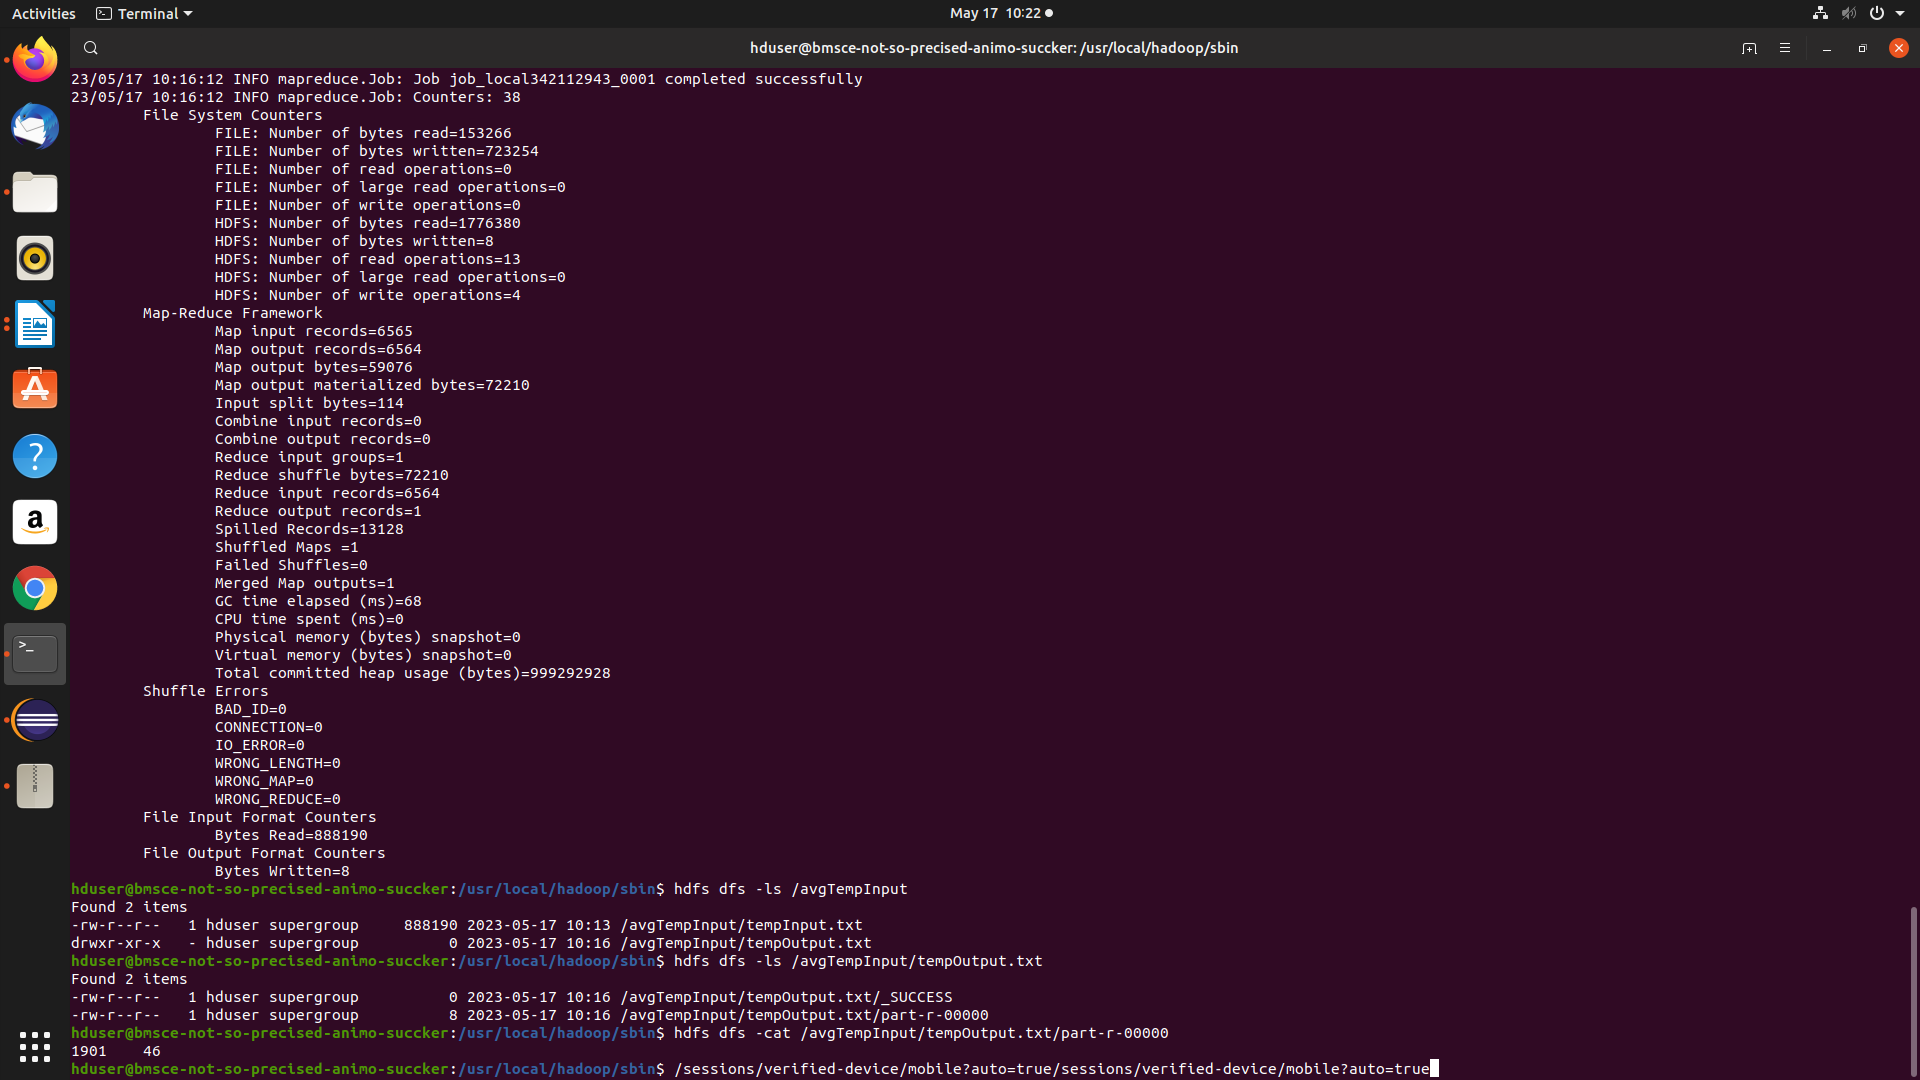 Activities Terminal May 17 10:22
hduser@bmsce-not-so-precised-animo-succker: /usr/local/hadoop/sbin
23/05/17 10:16:12 INFO mapreduce.Job: Job job_local342112943_0001 completed successfully
23/05/17 10:16:12 INFO mapreduce.Job: Counters: 38
File System Counters
FILE: Number of bytes read=153266
FILE: Number of bytes written=723254
FILE: Number of read operations=0
FILE: Number of large read operations=0
FILE: Number of write operations=0
HDFS: Number of bytes read=1776380
HDFS: Number of bytes written=8
HDFS: Number of read operations=13
HDFS: Number of large read operations=0
HDFS: Number of write operations=4
Map-Reduce Framework
Map input records=6565
Map output records=6564
Map output bytes=59076
Map output materialized bytes=72210
Input split bytes=114
Combine input records=0
Combine output records=0
Reduce input groups=1
Reduce shuffle bytes=72210
Reduce input records=6564
Reduce output records=1
Spilled Records=13128
Shuffled Maps =1
Failed Shuffles=0
Merged Map outputs=1
GC time elapsed (ms)=68
CPU time spent (ms)=0
Physical memory (bytes) snapshot=0
Virtual memory (bytes) snapshot=0
Total committed heap usage (bytes)=999292928
Shuffle Errors
BAD_ID=0
CONNECTION=0
IO_ERROR=0
WRONG_LENGTH=0
WRONG_MAP=0
WRONG_REDUCE=0
File Input Format Counters
Bytes Read=888190
File Output Format Counters
Bytes Written=8
hduser@bmsce-not-so-precised-animo-succker:/usr/local/hadoop/sbin$ hdfs dfs -ls /avgTempInput
Found 2 items
-rw-r--r--   1 hduser supergroup     888190 2023-05-17 10:13 /avgTempInput/tempInput.txt
drwxr-xr-x   - hduser supergroup          0 2023-05-17 10:16 /avgTempInput/tempOutput.txt
hduser@bmsce-not-so-precised-animo-succker:/usr/local/hadoop/sbin$ hdfs dfs -ls /avgTempInput/tempOutput.txt
Found 2 items
-rw-r--r--   1 hduser supergroup          0 2023-05-17 10:16 /avgTempInput/tempOutput.txt/_SUCCESS
-rw-r--r--   1 hduser supergroup          8 2023-05-17 10:16 /avgTempInput/tempOutput.txt/part-r-00000
hduser@bmsce-not-so-precised-animo-succker:/usr/local/hadoop/sbin$ hdfs dfs -cat /avgTempInput/tempOutput.txt/part-r-00000
1901    46
hduser@bmsce-not-so-precised-animo-succker:/usr/local/hadoop/sbin$ /sessions/verified-device/mobile?auto=true/sessions/verified-device/mobile?auto=true